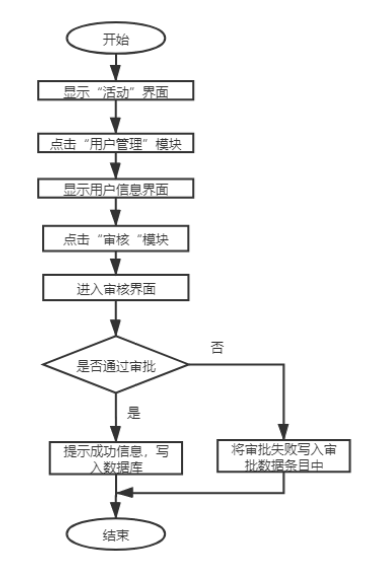 开始
显示“活动”界面
点击“用户管理”模块
显示用户信息界面
点击“审核“模块
进入审核界面
是否通过审批
否
是
提示成功信息，写
入数据库
将审批失败写入审
批数据条目中
结束